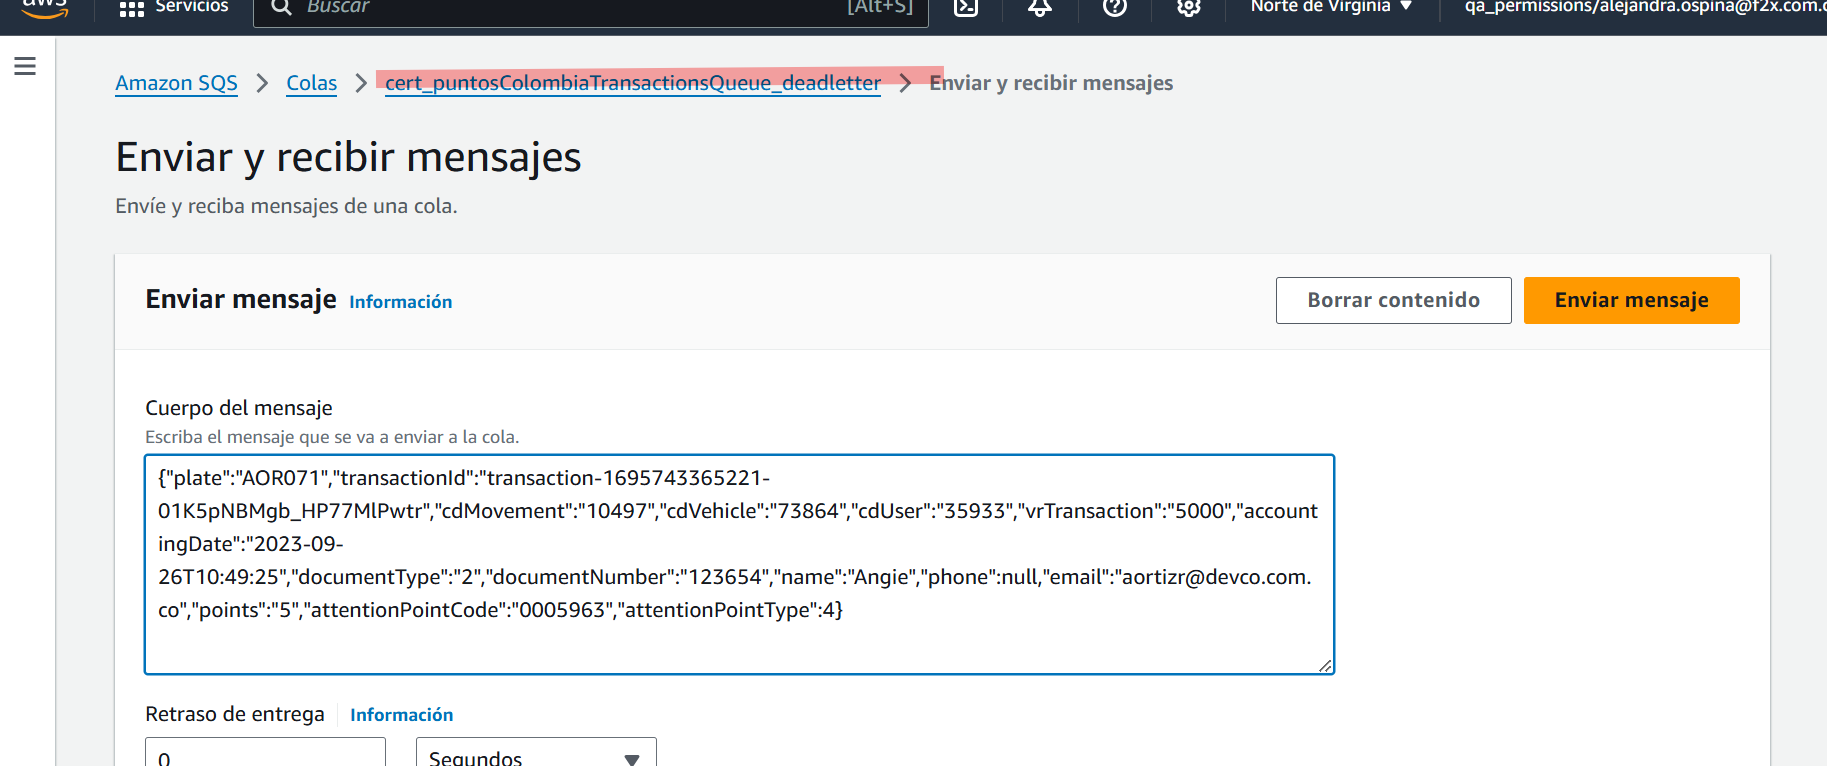 aws
Servicios
Buscar
[Alt+S]
Norte de Virginia
qa_permissions/alejandra.ospina@f2x.com.c
Amazon SQS > Colas > cert_puntosColombiaTransactionsQueue_deadletter > Enviar y recibir mensajes
Enviar y recibir mensajes
Envíe y reciba mensajes de una cola.
Enviar mensaje Información
Borrar contenido
Enviar mensaje
Cuerpo del mensaje
Escriba el mensaje que se va a enviar a la cola.
{"plate":"AOR071","transactionId":"transaction-1695743365221-
01K5pNBMgb_HP77MlPwtr","cdMovement":"10497","cdVehicle":"73864","cdUser":"35933","vrTransaction":"5000","account
ingDate":"2023-09-
26T10:49:25","documentType":"2","documentNumber":"123654","name":"Angie","phone":null,"email":"aortizr@devco.com.
co","points":"5","attentionPointCode":"0005963","attentionPointType":4}
Retraso de entrega Información
0
Segundos